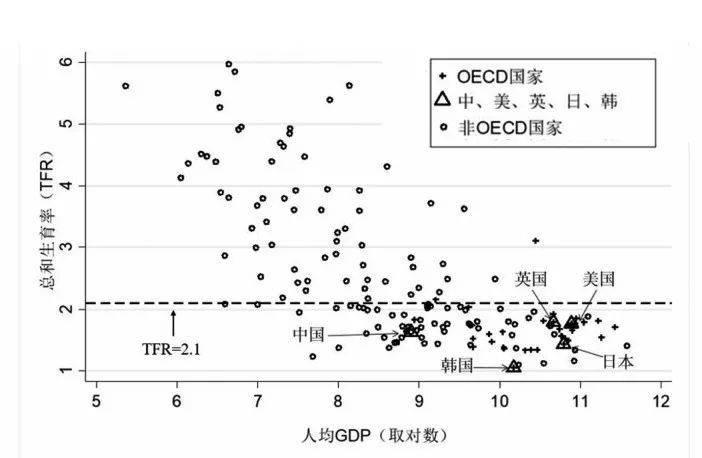 OECD国家
中、美、英、日、韩
非OECD国家
总和生育率（TFR）
6
5
4
3
2
1
英国
美国
中国
韩国
日本
TFR=2.1
5 6 7 8 9 10 11 12
人均GDP（取对数）